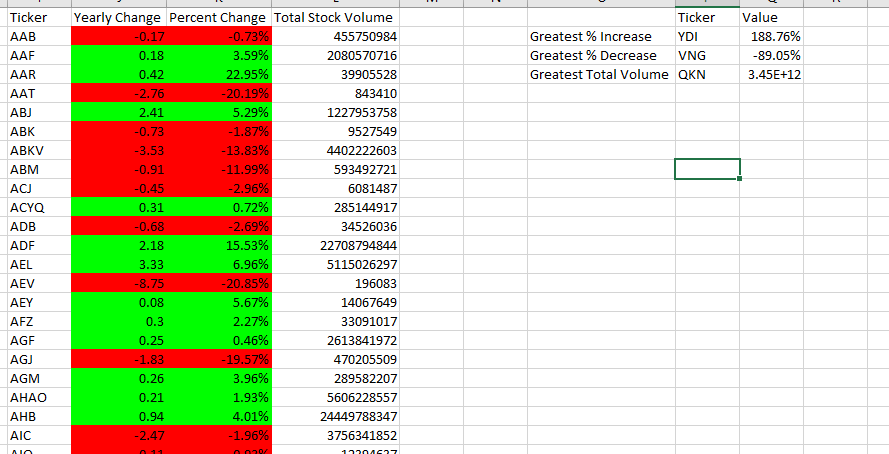 Ticker Yearly Change Percent Change Total Stock Volume Ticker Value
AAB -0.17 -0.73% 455750984 Greatest % Increase YDI 188.76%
AAF 0.18 3.59% 2080570716 Greatest % Decrease VNG -89.05%
AAR 0.42 22.95% 39905528 Greatest Total Volume QKN 3.45E+12
AAT -2.76 -20.19% 843410
ABJ 2.41 5.29% 1227953758
ABK -0.73 -1.87% 9527549
ABKV -3.53 -13.83% 4402222603
ABM -0.91 -11.99% 593492721
ACJ -0.45 -2.96% 6081487
ACYQ 0.31 0.72% 285144917
ADB -0.68 -2.69% 34526036
ADF 2.18 15.53% 22708794844
AEL 3.33 6.96% 5115026297
AEV -8.75 -20.85% 196083
AEY 0.08 5.67% 14067649
AFZ 0.3 2.27% 33091017
AGF 0.25 0.46% 2613841972
AGJ -1.83 -19.57% 470205509
AGM 0.26 3.96% 289582207
AHAO 0.21 1.93% 5606228557
AHB 0.94 4.01% 24449788347
AIC -2.47 -1.96% 3756341852